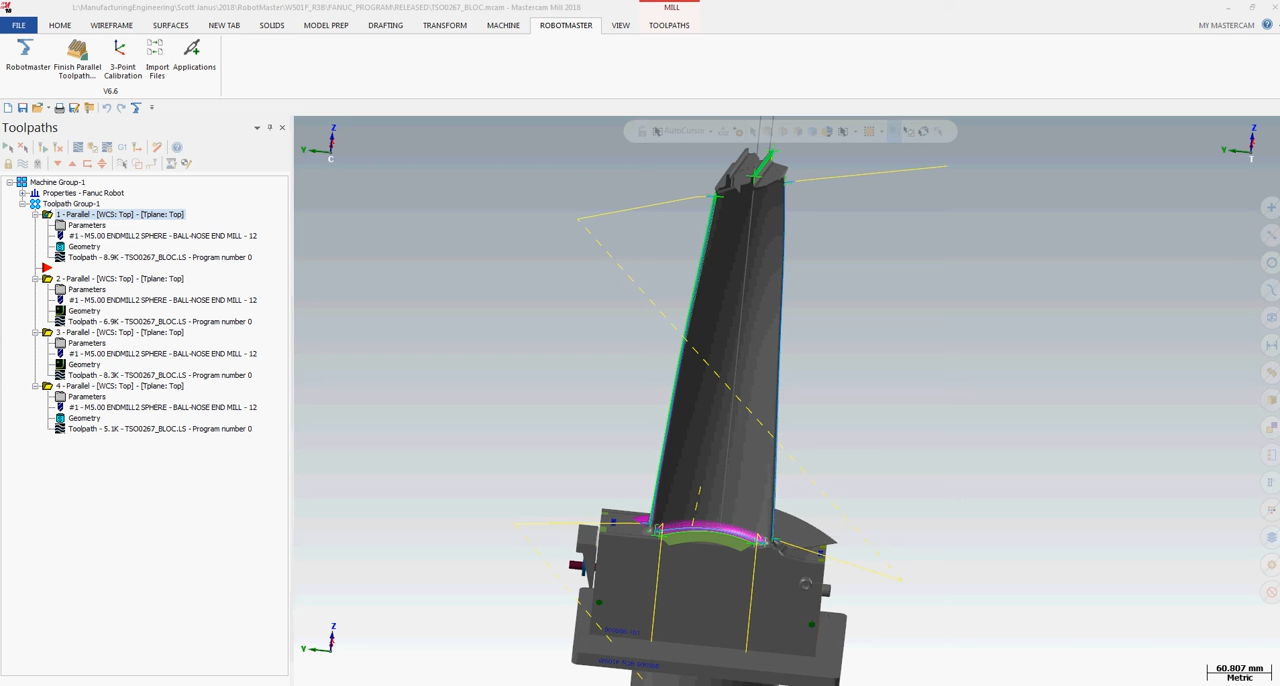 L:\ManufacturingEngineering\Scott Janus\2018\RobotMaster\W501F_R3B\FANUC_PROGRAM\RELEASED\TSO0267_BLOC.mcam - Mastercam Mill 2018
MILL
FILE HOME WIREFRAME SURFACES NEW TAB SOLIDS MODEL PREP DRAFTING TRANSFORM MACHINE ROBOTMASTER VIEW TOOLPATHS MY MASTERCAM
Robotmaster Finish Parallel Toolpath... 3-Point Calibration Import Files Applications
V6.6
Toolpaths
AutoCursor
Z
Y
C
Z
Y
T
Machine Group-1
Properties - Fanuc Robot
Toolpath Group-1
1 - Parallel - [WCS: Top] - [Tplane: Top]
Parameters
#1 - M5.00 ENDMILL2 SPHERE - BALL-NOSE END MILL - 12
Geometry
Toolpath - 8.9K - TSO0267_BLOC.LS - Program number 0
2 - Parallel - [WCS: Top] - [Tplane: Top]
Parameters
#1 - M5.00 ENDMILL2 SPHERE - BALL-NOSE END MILL - 12
Geometry
Toolpath - 6.9K - TSO0267_BLOC.LS - Program number 0
3 - Parallel - [WCS: Top] - [Tplane: Top]
Parameters
#1 - M5.00 ENDMILL2 SPHERE - BALL-NOSE END MILL - 12
Geometry
Toolpath - 8.3K - TSO0267_BLOC.LS - Program number 0
4 - Parallel - [WCS: Top] - [Tplane: Top]
Parameters
#1 - M5.00 ENDMILL2 SPHERE - BALL-NOSE END MILL - 12
Geometry
Toolpath - 5.1K - TSO0267_BLOC.LS - Program number 0
Z
Y
60.807 mm
Metric